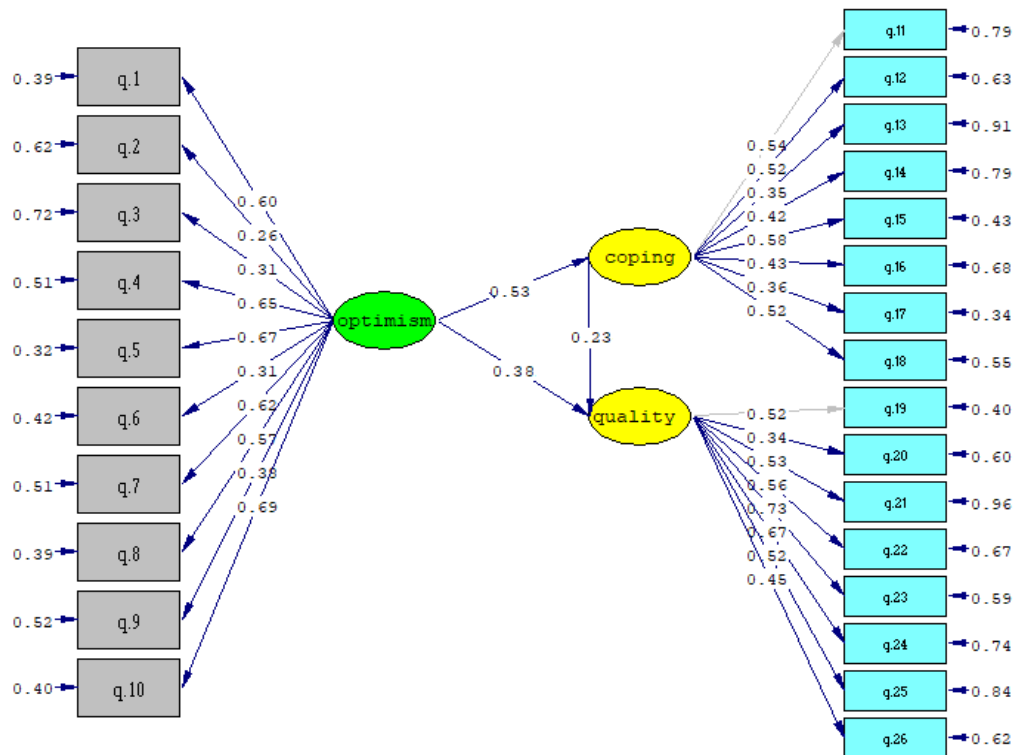 0.39 q.1
0.62 q.2
0.72 q.3
0.51 q.4
0.32 q.5
0.42 q.6
0.51 q.7
0.39 q.8
0.52 q.9
0.40 q.10
0.60
0.26
0.31
0.65
0.67
0.31
0.62
0.57
0.38
0.69
optimism
0.53
0.38
coping
0.23
quality
0.54
0.52
0.35
0.42
0.58
0.43
0.36
0.52
0.52
0.34
0.53
0.56
0.73
0.67
0.52
0.45
q.11 0.79
q.12 0.63
q.13 0.91
q.14 0.79
q.15 0.43
q.16 0.68
q.17 0.34
q.18 0.55
q.19 0.40
q.20 0.60
q.21 0.96
q.22 0.67
q.23 0.59
q.24 0.74
q.25 0.84
q.26 0.62